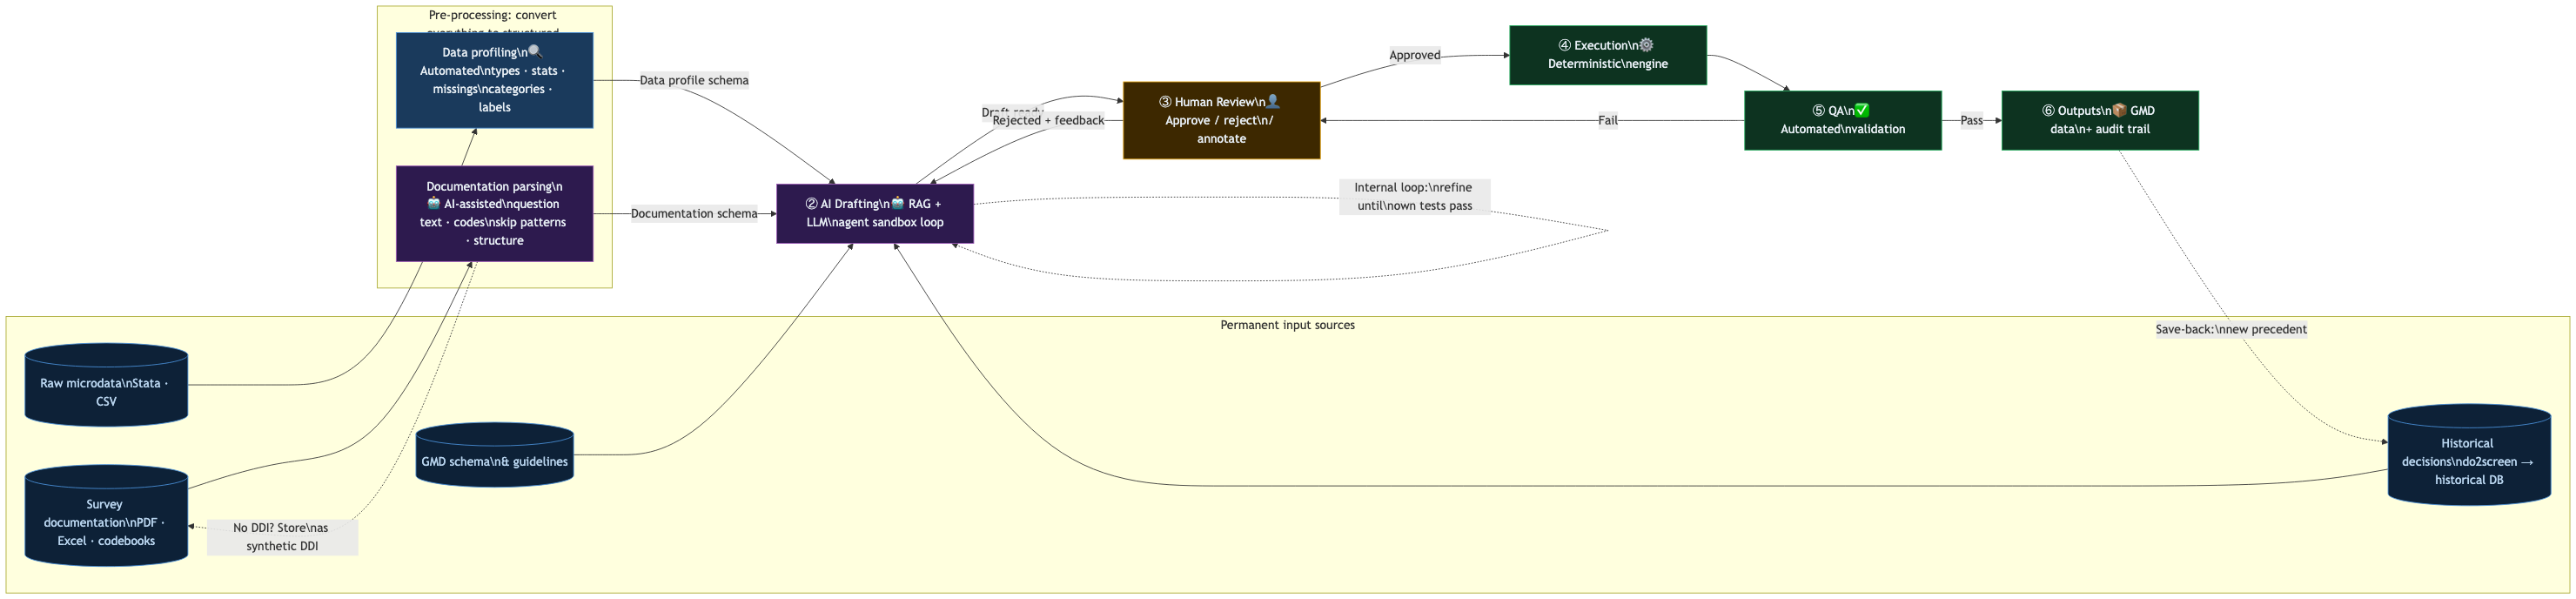 Pre-processing: convert
everything to structured
Data profiling\n🔍
Automated\ntypes · stats ·
missings\ncategories ·
labels
Documentation parsing\n
🤖 AI-assisted\nquestion
text · codes\nskip patterns
· structure
Data profile schema
Documentation schema
② AI Drafting\n🤖 RAG +
LLM\nagent sandbox loop
Draft ready
Rejected + feedback
③ Human Review\n👤
Approve / reject\n/
annotate
Approved
④ Execution\n⚙️
Deterministic\nengine
Fail
⑤ QA\n✅
Automated\nvalidation
Pass
⑥ Outputs\n📦 GMD
data\n+ audit trail
Internal loop:\nrefine
until\nown tests pass
Permanent input sources
Save-back:\nnew precedent
Raw microdata\nStata ·
CSV
Survey
documentation\nPDF ·
Excel · codebooks
No DDI? Store\nas
synthetic DDI
GMD schema\n& guidelines
Historical
decisions\ndo2screen →
historical DB